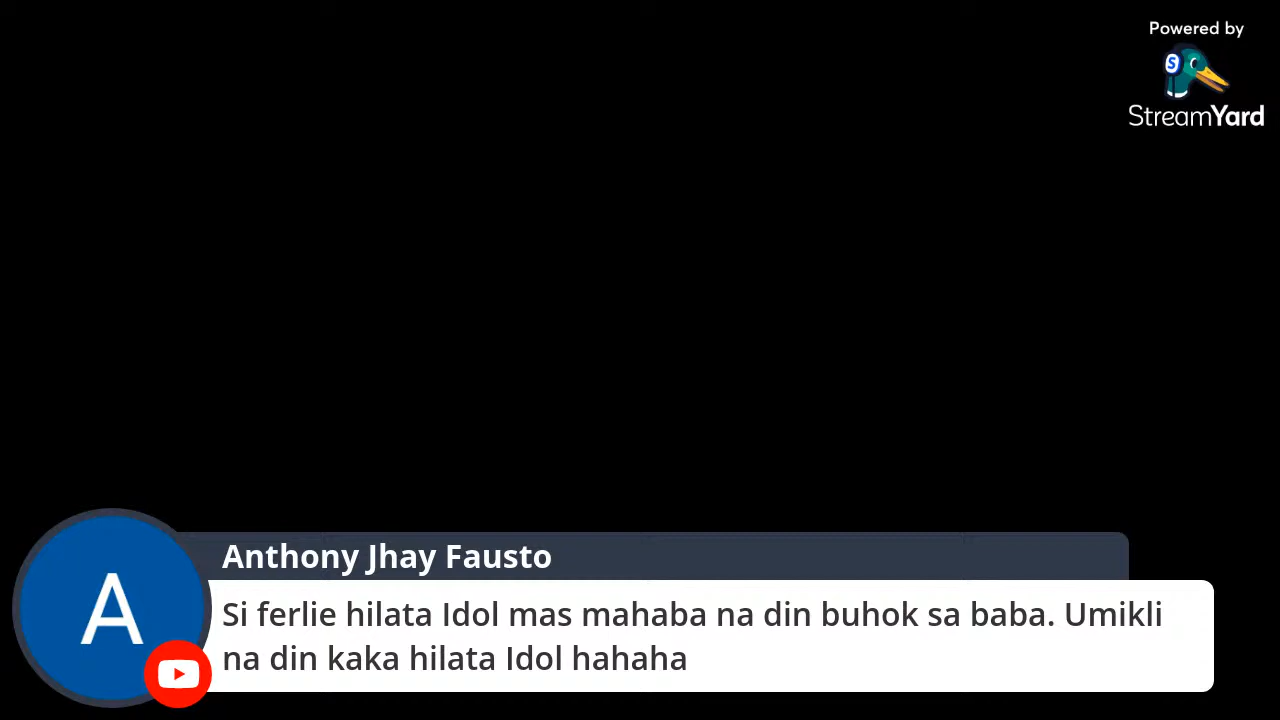 Powered by
S
StreamYard
Anthony Jhay Fausto
A
Si ferlie hilata Idol mas mahaba na din buhok sa baba. Umikli
na din kaka hilata Idol hahaha